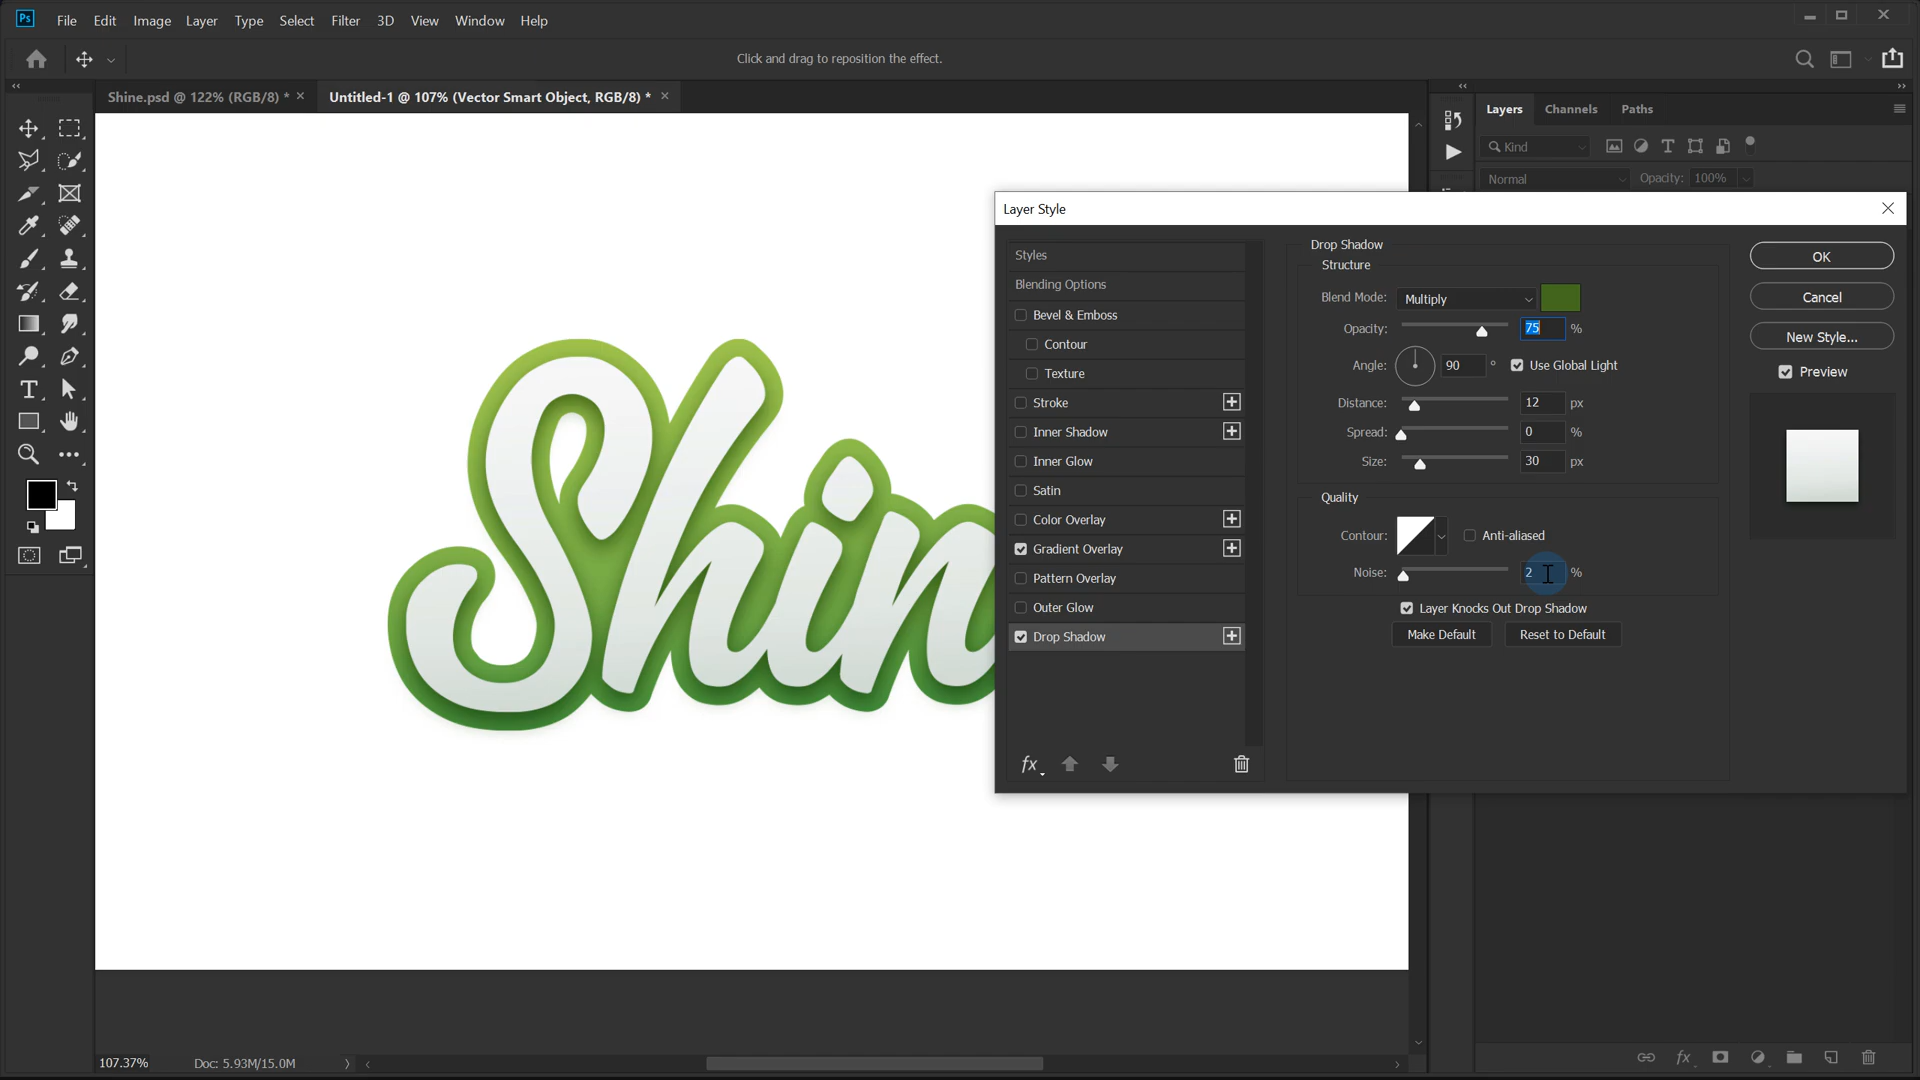 Ps File Edit Image Layer Type Select Filter 3D View Window Help
Click and drag to reposition the effect.
Shine.psd @ 122% (RGB/8) * × Untitled-1 @ 107% (Vector Smart Object, RGB/8) * ×
Layers Channels Paths
Kind
Normal Opacity: 100%
Layer Style
Styles
Blending Options
Bevel & Emboss
Contour
Texture
Stroke
Inner Shadow
Inner Glow
Satin
Color Overlay
Gradient Overlay
Pattern Overlay
Outer Glow
Drop Shadow
fx
Drop Shadow
Structure
Blend Mode: Multiply
Opacity: 75 %
Angle: 90 ° Use Global Light
Distance: 12 px
Spread: 0 %
Size: 30 px
Quality
Contour: Anti-aliased
Noise: 2 %
Layer Knocks Out Drop Shadow
Make Default Reset to Default
OK
Cancel
New Style...
Preview
Shin
107.37% Doc: 5.93M/15.0M
fx